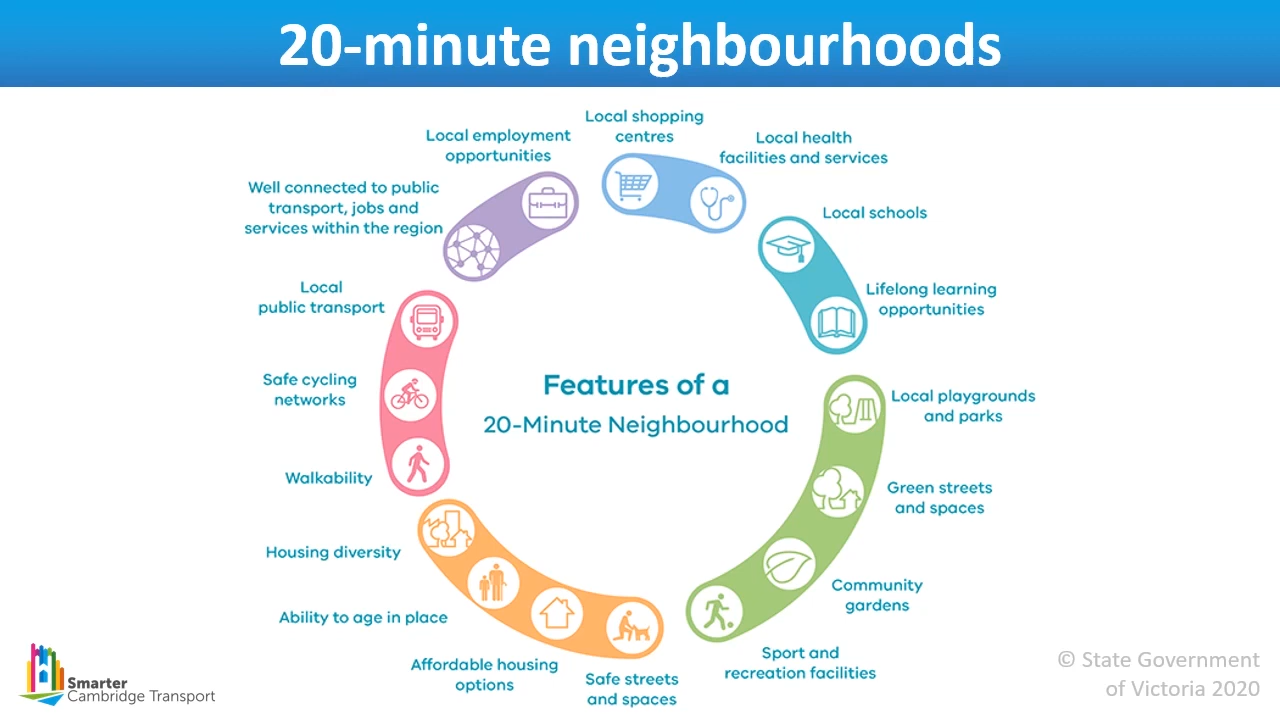 20-minute neighbourhoods
Local shopping
centres
Local health
facilities and services
Local schools
Lifelong learning
opportunities
Local playgrounds
and parks
Green streets
and spaces
Community
gardens
Sport and
recreation facilities
Safe streets
and spaces
Affordable housing
options
Ability to age in place
Housing diversity
Walkability
Safe cycling
networks
Local
public transport
Well connected to public
transport, jobs and
services within the region
Local employment
opportunities
Features of a
20-Minute Neighbourhood
Smarter
Cambridge Transport
© State Government
of Victoria 2020